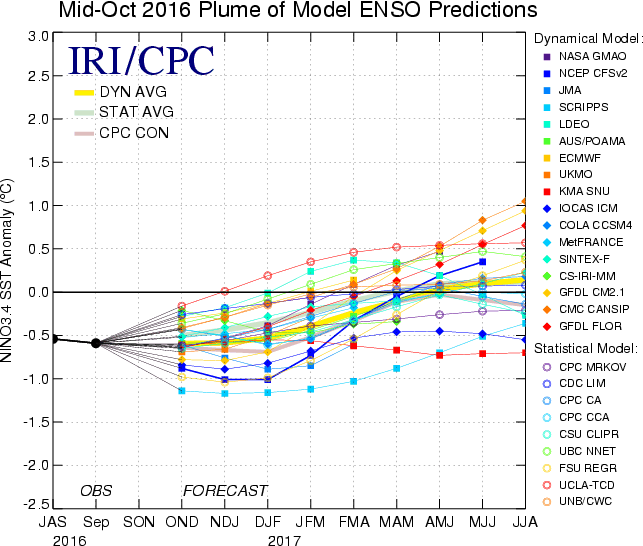 Mid-Oct 2016 Plume of Model ENSO Predictions
IRI/CPC
DYN AVG
STAT AVG
CPC CON
NINO3.4 SST Anomaly (ºC)
3.0
2.5
2.0
1.5
1.0
0.5
0.0
-0.5
-1.0
-1.5
-2.0
-2.5
OBS FORECAST
JAS Sep SON OND NDJ DJF JFM FMA MAM AMJ MJJ JJA
2016 2017
Dynamical Model:
NASA GMAO
NCEP CFSv2
JMA
SCRIPPS
LDEO
AUS/POAMA
ECMWF
UKMO
KMA SNU
IOCAS ICM
COLA CCSM4
MetFRANCE
SINTEX-F
CS-IRI-MM
GFDL CM2.1
CMC CANSIP
GFDL FLOR
Statistical Model:
CPC MRKOV
CDC LIM
CPC CA
CPC CCA
CSU CLIPR
UBC NNET
FSU REGR
UCLA-TCD
UNB/CWC